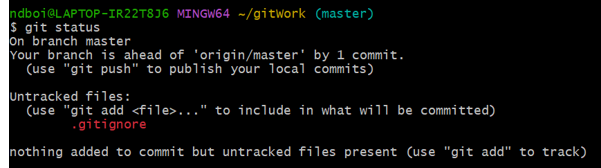 ndboi@LAPTOP-IR22T8J6 MINGW64 ~/gitWork (master)
$ git status
On branch master
Your branch is ahead of 'origin/master' by 1 commit.
  (use "git push" to publish your local commits)

Untracked files:
  (use "git add <file>..." to include in what will be committed)
        .gitignore

nothing added to commit but untracked files present (use "git add" to track)